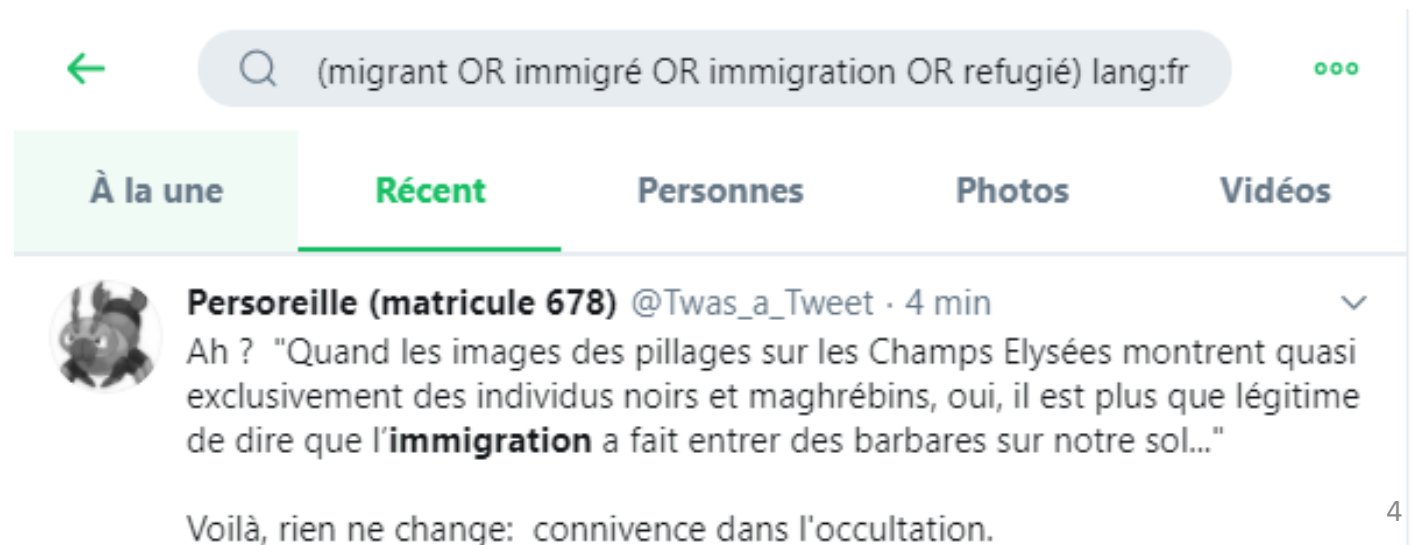 (migrant OR immigré OR immigration OR refugié) lang:fr
À la une Récent Personnes Photos Vidéos
Persoreille (matricule 678) @Twas_a_Tweet · 4 min
Ah ? "Quand les images des pillages sur les Champs Elysées montrent quasi
exclusivement des individus noirs et maghrébins, oui, il est plus que légitime
de dire que l'immigration a fait entrer des barbares sur notre sol..."
Voilà, rien ne change: connivence dans l'occultation.
4